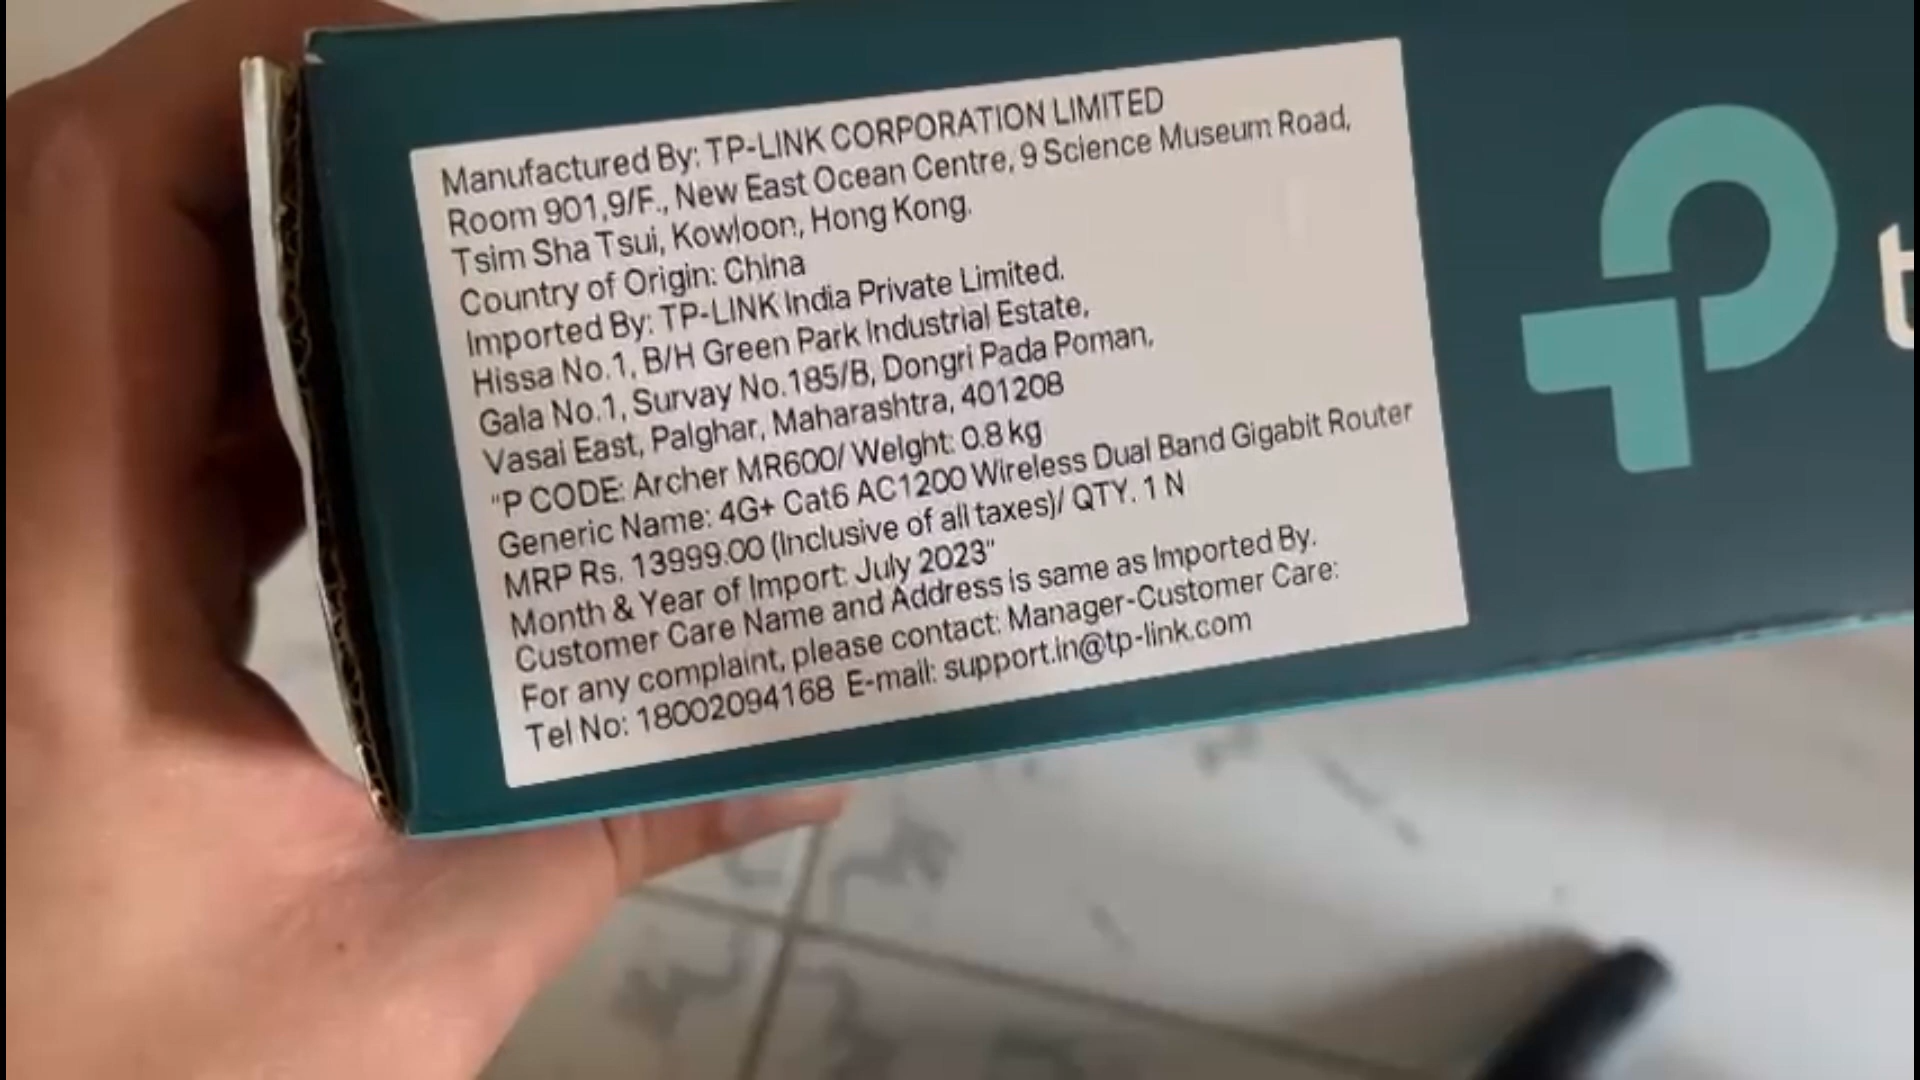 Manufactured By: TP-LINK CORPORATION LIMITED
Room 901,9/F., New East Ocean Centre, 9 Science Museum Road,
Tsim Sha Tsui, Kowloon, Hong Kong.
Country of Origin: China
Imported By: TP-LINK India Private Limited.
Hissa No.1, B/H Green Park Industrial Estate,
Gala No.1, Survay No.185/B, Dongri Pada Poman,
Vasai East, Palghar, Maharashtra, 401208
"P CODE: Archer MR600/ Weight: 0.8 kg
Generic Name: 4G+ Cat6 AC1200 Wireless Dual Band Gigabit Router
MRP Rs. 13999.00 (Inclusive of all taxes)/ QTY. 1 N
Month & Year of Import: July 2023"
Customer Care Name and Address is same as Imported By.
For any complaint, please contact: Manager-Customer Care:
Tel No: 18002094168 E-mail: support.in@tp-link.com
t